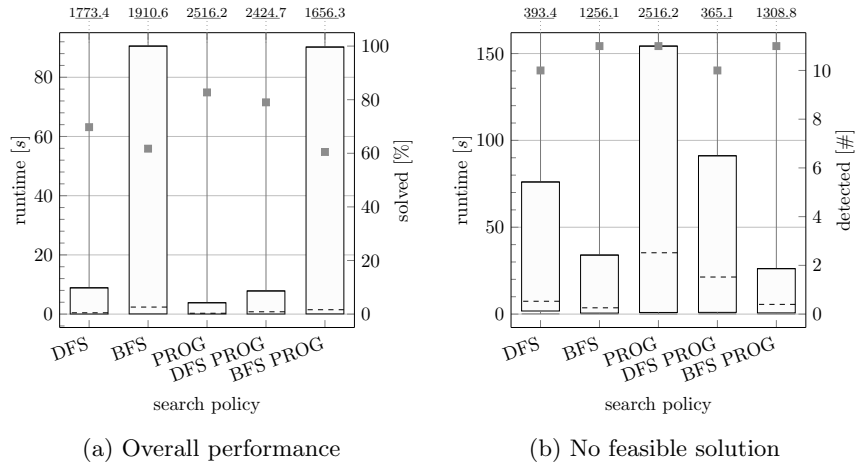 1773.4 1910.6 2516.2 2424.7 1656.3
100
80
80
60
60
40
40
20
20
0
0
runtime [s]
solved [%]
DFS
BFS
PROG
DFS PROG
BFS PROG
search policy
(a) Overall performance
393.4 1256.1 2516.2 365.1 1308.8
150
10
100
8
6
50
4
2
0
0
runtime [s]
detected [#]
DFS
BFS
PROG
DFS PROG
BFS PROG
search policy
(b) No feasible solution